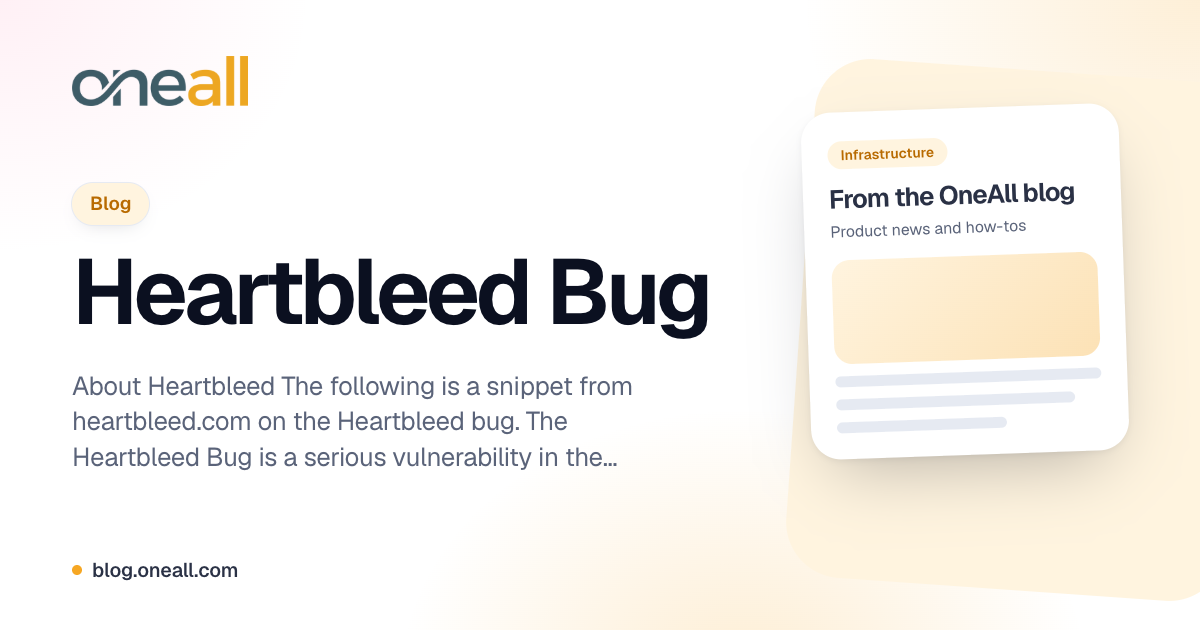 oneall
Blog
Heartbleed Bug
About Heartbleed The following is a snippet from
heartbleed.com on the Heartbleed bug. The
Heartbleed Bug is a serious vulnerability in the...
blog.oneall.com
Infrastructure
From the OneAll blog
Product news and how-tos